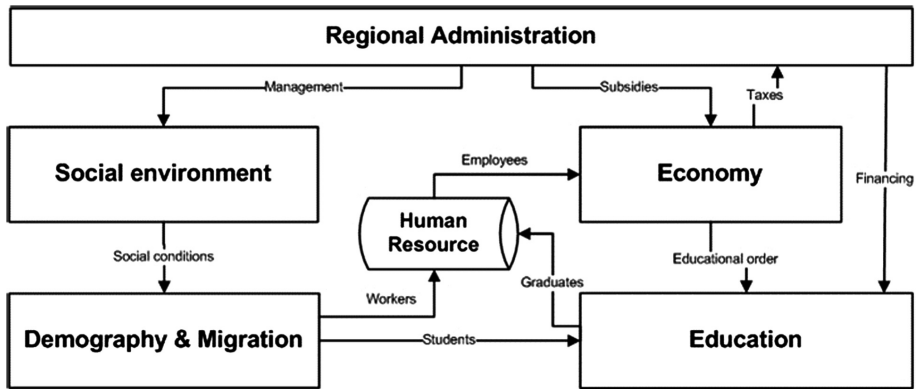 Regional Administration
Management
Subsidies
Taxes
Social environment
Employees
Economy
Financing
Human
Resource
Social conditions
Educational order
Graduates
Workers
Demography & Migration
Students
Education